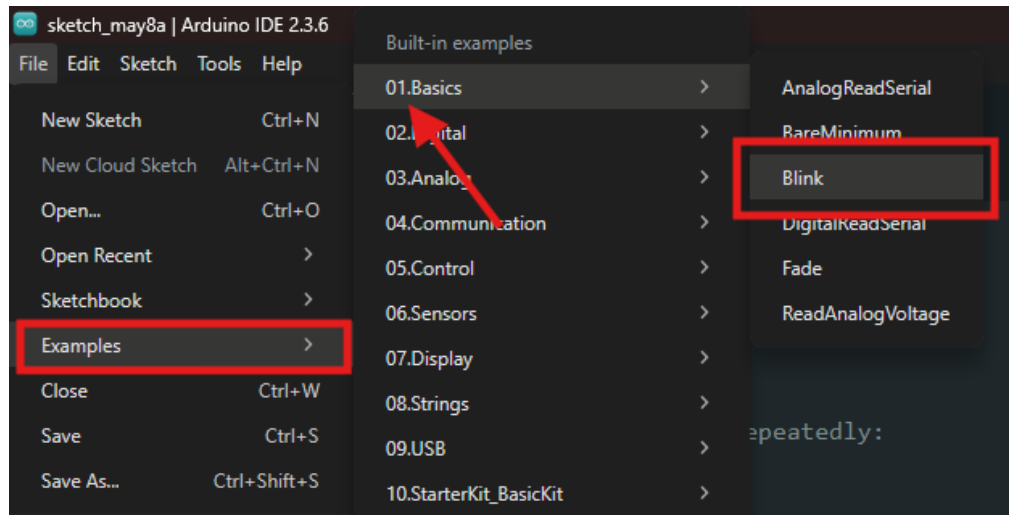 sketch_may8a | Arduino IDE 2.3.6
File Edit Sketch Tools Help
New Sketch Ctrl+N
New Cloud Sketch Alt+Ctrl+N
Open... Ctrl+O
Open Recent >
Sketchbook >
Examples >
Close Ctrl+W
Save Ctrl+S
Save As... Ctrl+Shift+S
Built-in examples
01.Basics >
02.Digital >
03.Analog >
04.Communication >
05.Control >
06.Sensors >
07.Display >
08.Strings >
09.USB >
10.StarterKit_BasicKit >
AnalogReadSerial
BareMinimum
Blink
DigitalReadSerial
Fade
ReadAnalogVoltage
epeatedly: